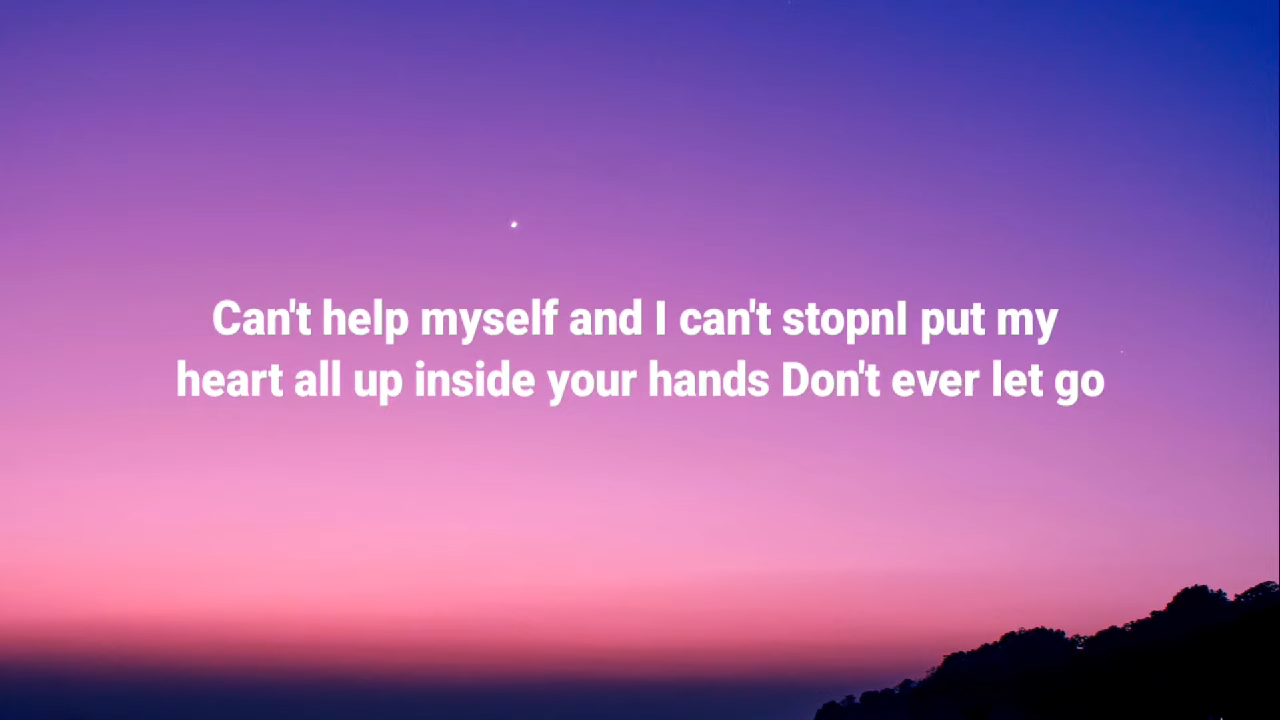 Can't help myself and I can't stopnI put my
heart all up inside your hands Don't ever let go